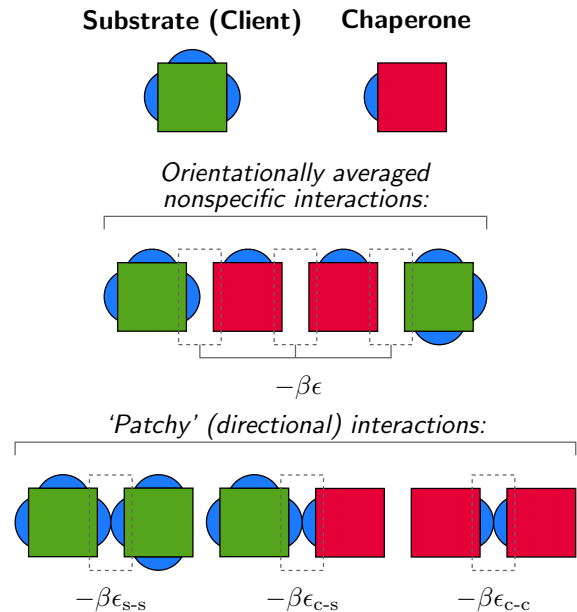 Substrate (Client) Chaperone
Orientationally averaged
nonspecific interactions:
−βϵ
‘Patchy’ (directional) interactions:
−βϵs-s −βϵc-s −βϵc-c